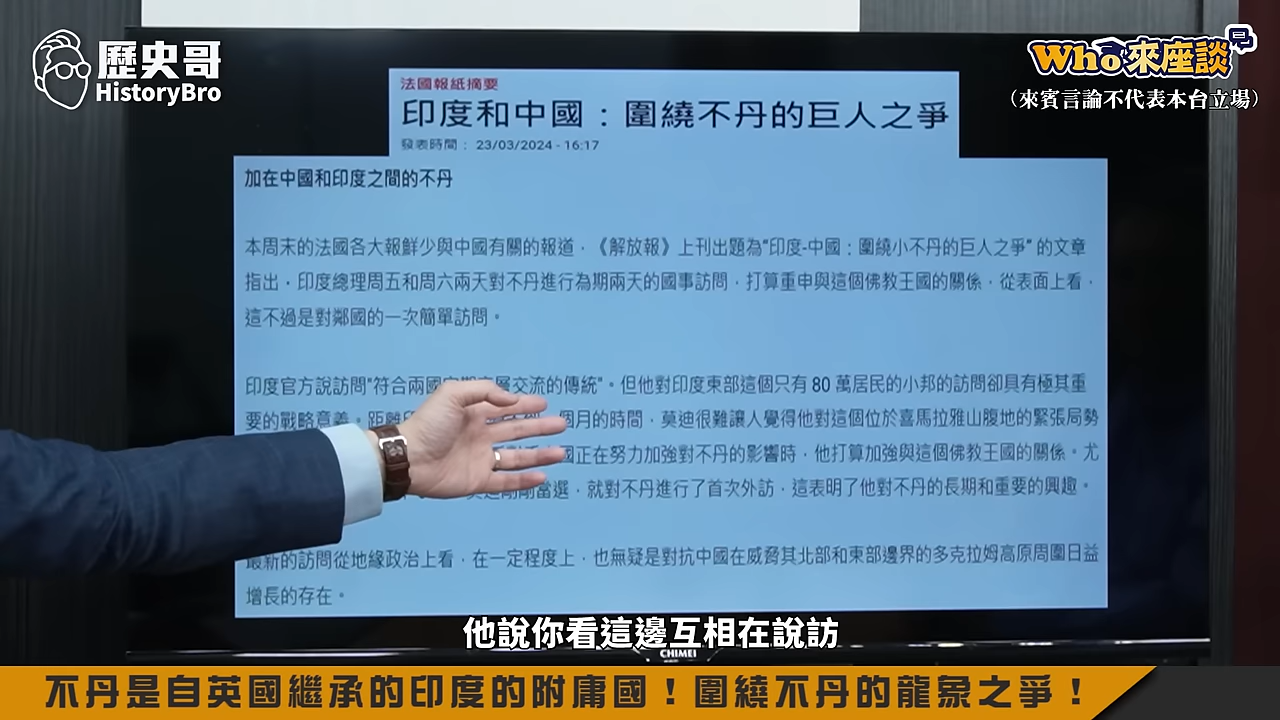 歷史哥
HistoryBro
Who來座談
(來賓言論不代表本台立場)
法國報紙摘要
印度和中國：圍繞不丹的巨人之爭
發表時間： 23/03/2024 - 16:17
加在中國和印度之間的不丹
本周末的法國各大報鮮少與中國有關的報道，《解放報》上刊出題為“印度-中國：圍繞小不丹的巨人之爭” 的文章
指出，印度總理周五和周六兩天對不丹進行為期兩天的國事訪問，打算重申與這個佛教王國的關係，從表面上看，
這不過是對鄰國的一次簡單訪問。
印度官方說訪問"符合兩國 交流的傳統"。但他對印度東部這個只有 80 萬居民的小邦的訪問卻具有極其重
要的戰略意義。距離 個月的時間，莫迪很難讓人覺得他對這個位於喜馬拉雅山腹地的緊張局勢
國正在努力加強對不丹的影響時，他打算加強與這個佛教王國的關係。尤
當選，就對不丹進行了首次外訪，這表明了他對不丹的長期和重要的興趣。
最新的訪問從地緣政治上看，在一定程度上，也無疑是對抗中國在威脅其北部和東部邊界的多克拉姆高原周圍日益
增長的存在。
他說你看這邊互相在說訪
CHIMEI
不丹是自英國繼承的印度的附庸國！圍繞不丹的龍象之爭！